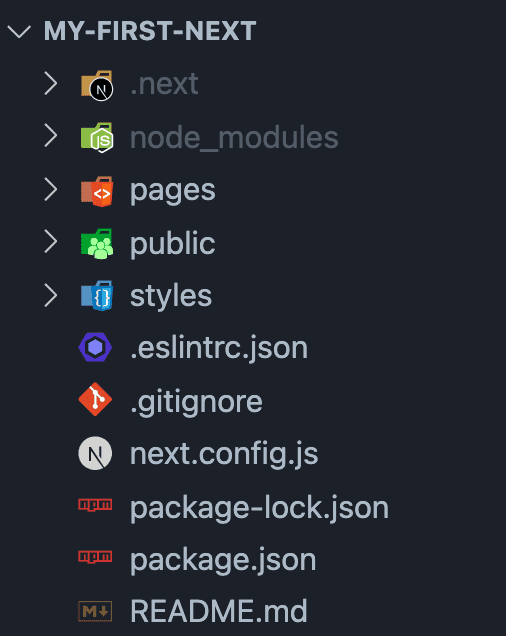 MY-FIRST-NEXT
.next
node_modules
pages
public
styles
.eslintrc.json
.gitignore
next.config.js
package-lock.json
package.json
README.md